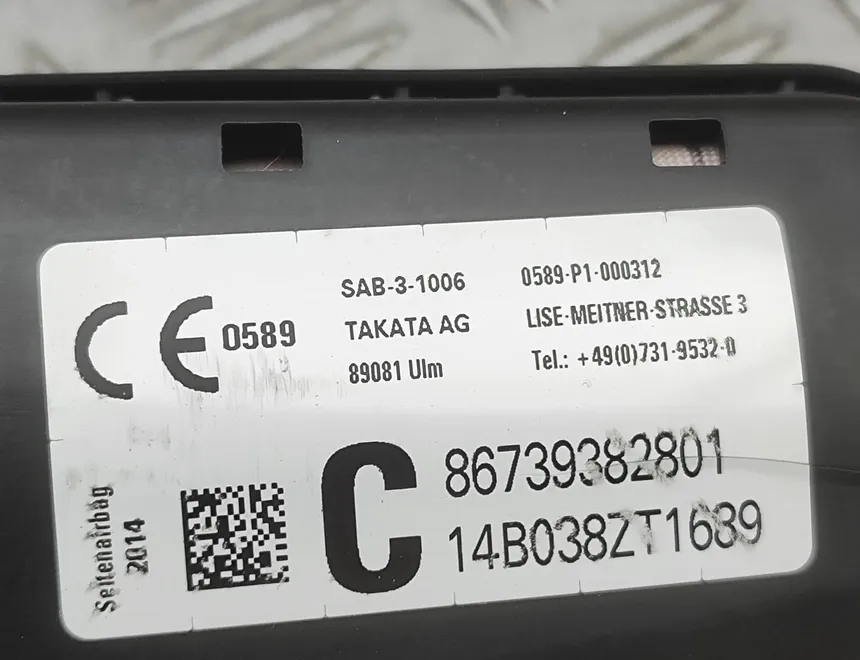 CE 0589
SAB-3-1006
TAKATA AG
89081 Ulm
0589-P1-000312
LISE-MEITNER-STRASSE 3
Tel.: +49(0)731-9532-0
Seitenairbag
2014
C
86739382801
14B038ZT1639